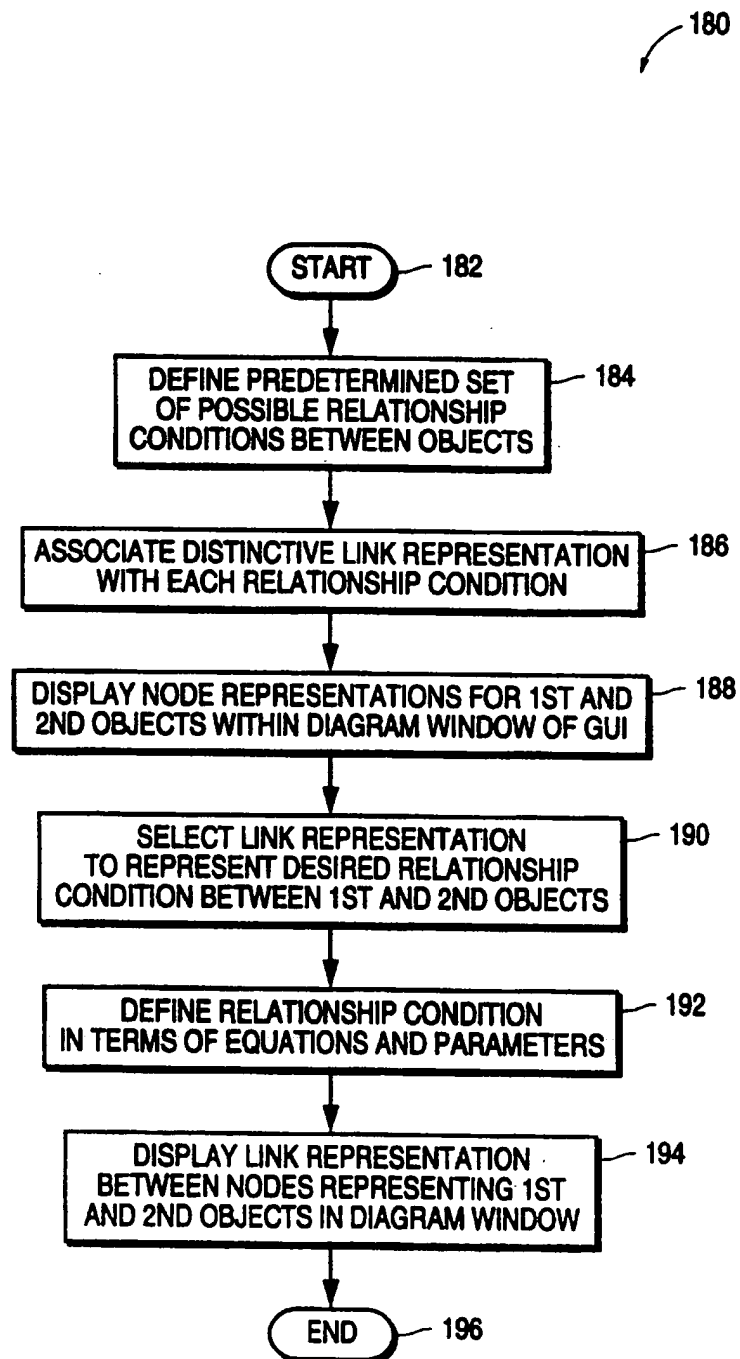 180
START
182
DEFINE PREDETERMINED SET
OF POSSIBLE RELATIONSHIP
CONDITIONS BETWEEN OBJECTS
184
ASSOCIATE DISTINCTIVE LINK REPRESENTATION
WITH EACH RELATIONSHIP CONDITION
186
DISPLAY NODE REPRESENTATIONS FOR 1ST AND
2ND OBJECTS WITHIN DIAGRAM WINDOW OF GUI
188
SELECT LINK REPRESENTATION
TO REPRESENT DESIRED RELATIONSHIP
CONDITION BETWEEN 1ST AND 2ND OBJECTS
190
DEFINE RELATIONSHIP CONDITION
IN TERMS OF EQUATIONS AND PARAMETERS
192
DISPLAY LINK REPRESENTATION
BETWEEN NODES REPRESENTING 1ST
AND 2ND OBJECTS IN DIAGRAM WINDOW
194
END
196